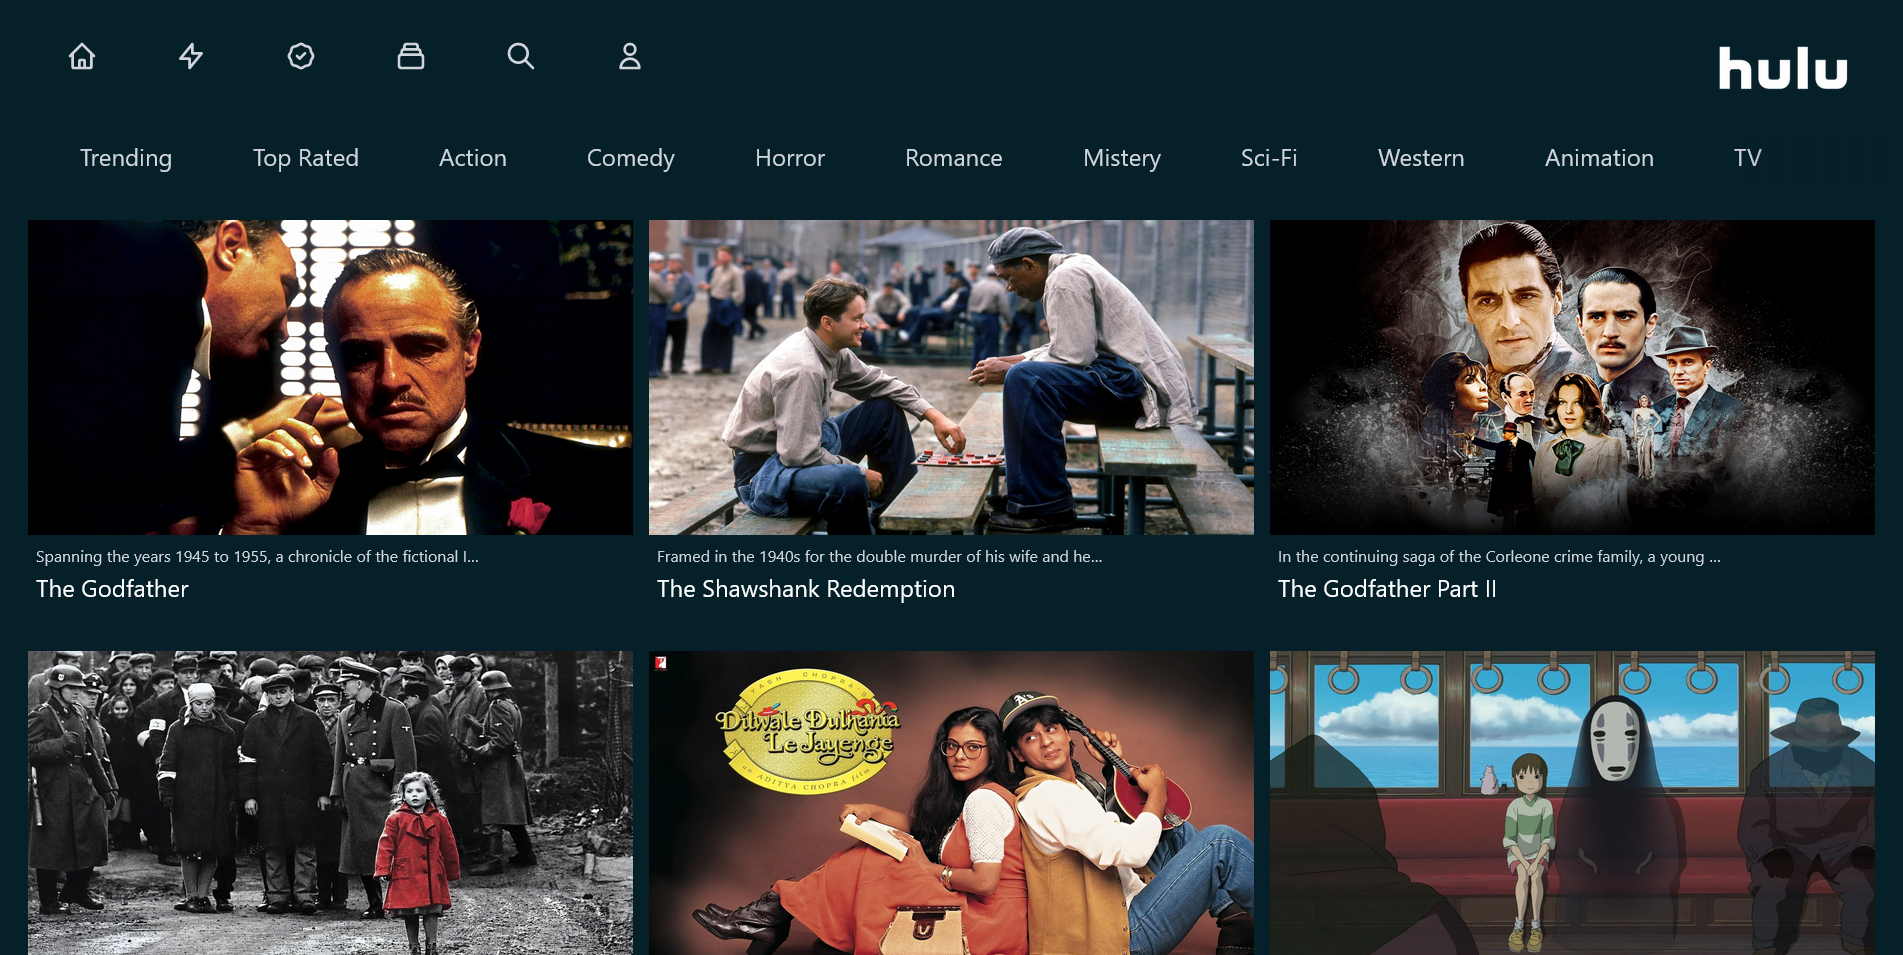 hulu
Trending Top Rated Action Comedy Horror Romance Mistery Sci-Fi Western Animation TV
Spanning the years 1945 to 1955, a chronicle of the fictional I...
The Godfather
Framed in the 1940s for the double murder of his wife and he...
The Shawshank Redemption
In the continuing saga of the Corleone crime family, a young ...
The Godfather Part II
YASH CHOPRA'S
Dilwale Dulhania
Le Jayenge
an ADITYA CHOPRA film
A's